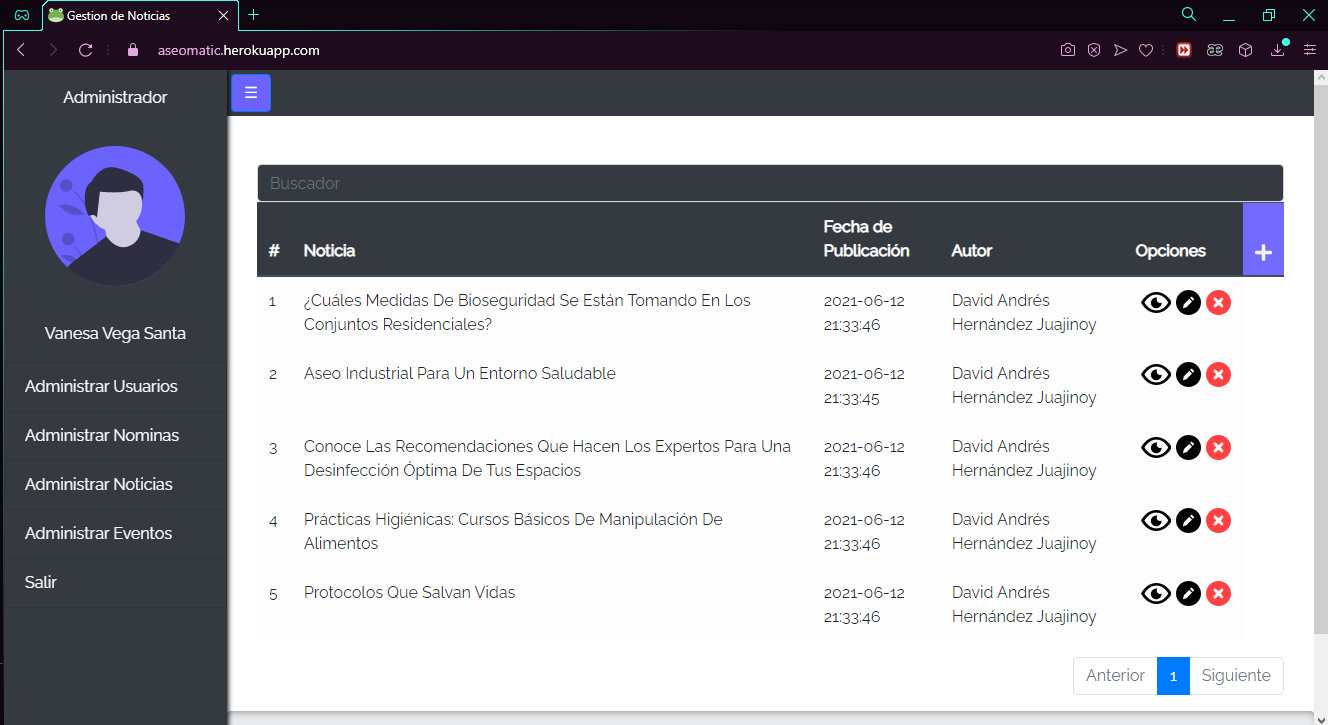 Gestion de Noticias
aseomatic.herokuapp.com
Administrador
Vanesa Vega Santa
Administrar Usuarios
Administrar Nominas
Administrar Noticias
Administrar Eventos
Salir
Buscador
# Noticia Fecha de Publicación Autor Opciones +
1 ¿Cuáles Medidas De Bioseguridad Se Están Tomando En Los 2021-06-12 David Andrés
Conjuntos Residenciales? 21:33:46 Hernández Juajinoy
2 Aseo Industrial Para Un Entorno Saludable 2021-06-12 David Andrés
21:33:45 Hernández Juajinoy
3 Conoce Las Recomendaciones Que Hacen Los Expertos Para Una 2021-06-12 David Andrés
Desinfección Óptima De Tus Espacios 21:33:46 Hernández Juajinoy
4 Prácticas Higiénicas: Cursos Básicos De Manipulación De 2021-06-12 David Andrés
Alimentos 21:33:46 Hernández Juajinoy
5 Protocolos Que Salvan Vidas 2021-06-12 David Andrés
21:33:46 Hernández Juajinoy
Anterior 1 Siguiente